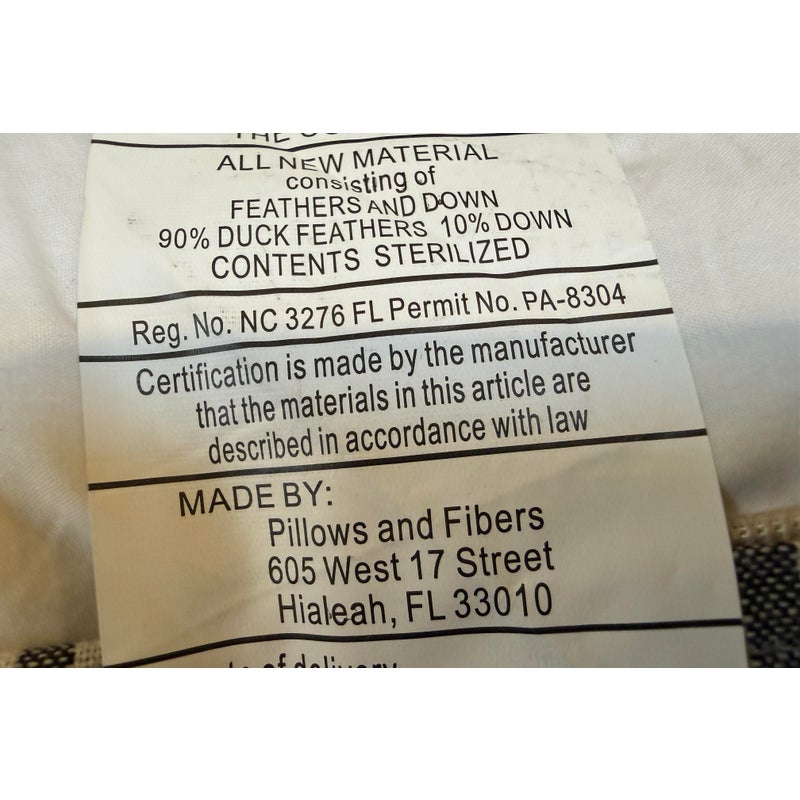 ALL NEW MATERIAL
consisting of
FEATHERS AND DOWN
90% DUCK FEATHERS 10% DOWN
CONTENTS STERILIZED
Reg. No. NC 3276 FL Permit No. PA-8304
Certification is made by the manufacturer
that the materials in this article are
described in accordance with law
MADE BY:
Pillows and Fibers
605 West 17 Street
Hialeah, FL 33010
of delivery